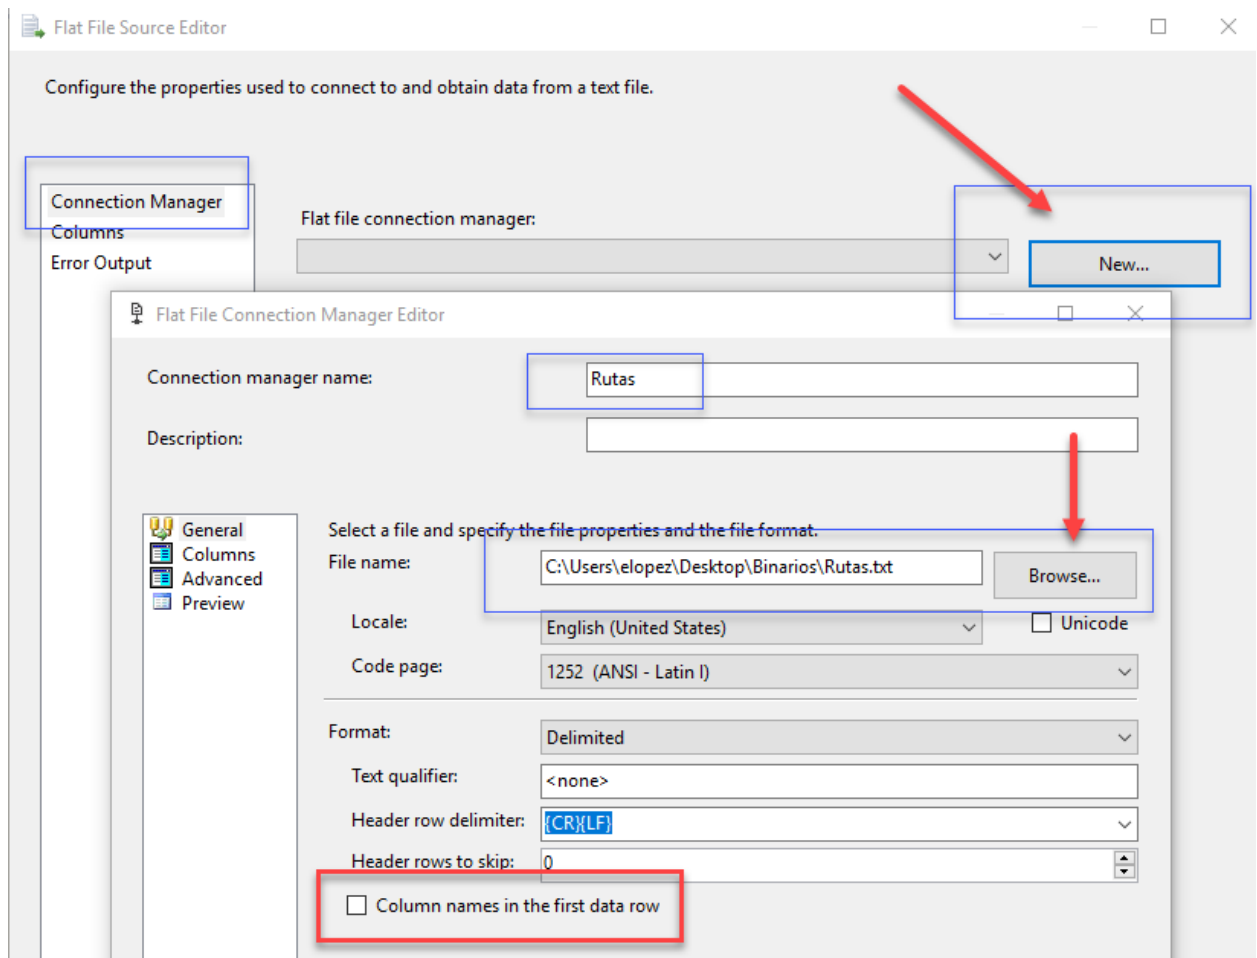 Flat File Source Editor
Configure the properties used to connect to and obtain data from a text file.
Connection Manager
Columns
Error Output
Flat file connection manager:
New...
Flat File Connection Manager Editor
Connection manager name:
Rutas
Description:
General
Columns
Advanced
Preview
Select a file and specify the file properties and the file format.
File name:
C:\Users\elopez\Desktop\Binarios\Rutas.txt
Browse...
Locale:
English (United States)
Unicode
Code page:
1252 (ANSI - Latin I)
Format:
Delimited
Text qualifier:
<none>
Header row delimiter:
{CR}{LF}
Header rows to skip:
0
Column names in the first data row